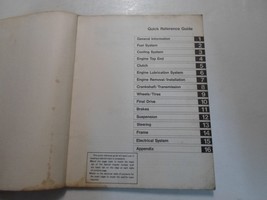 Quick Reference Guide
General Information 1
Fuel System 2
Cooling System 3
Engine Top End 4
Clutch 5
Engine Lubrication System 6
Engine Removal/Installation 7
Crankshaft/Transmission 8
Wheels/Tires 9
Final Drive 10
Brakes 11
Suspension 12
Steering 13
Frame 14
Electrical System 15
Appendix 16